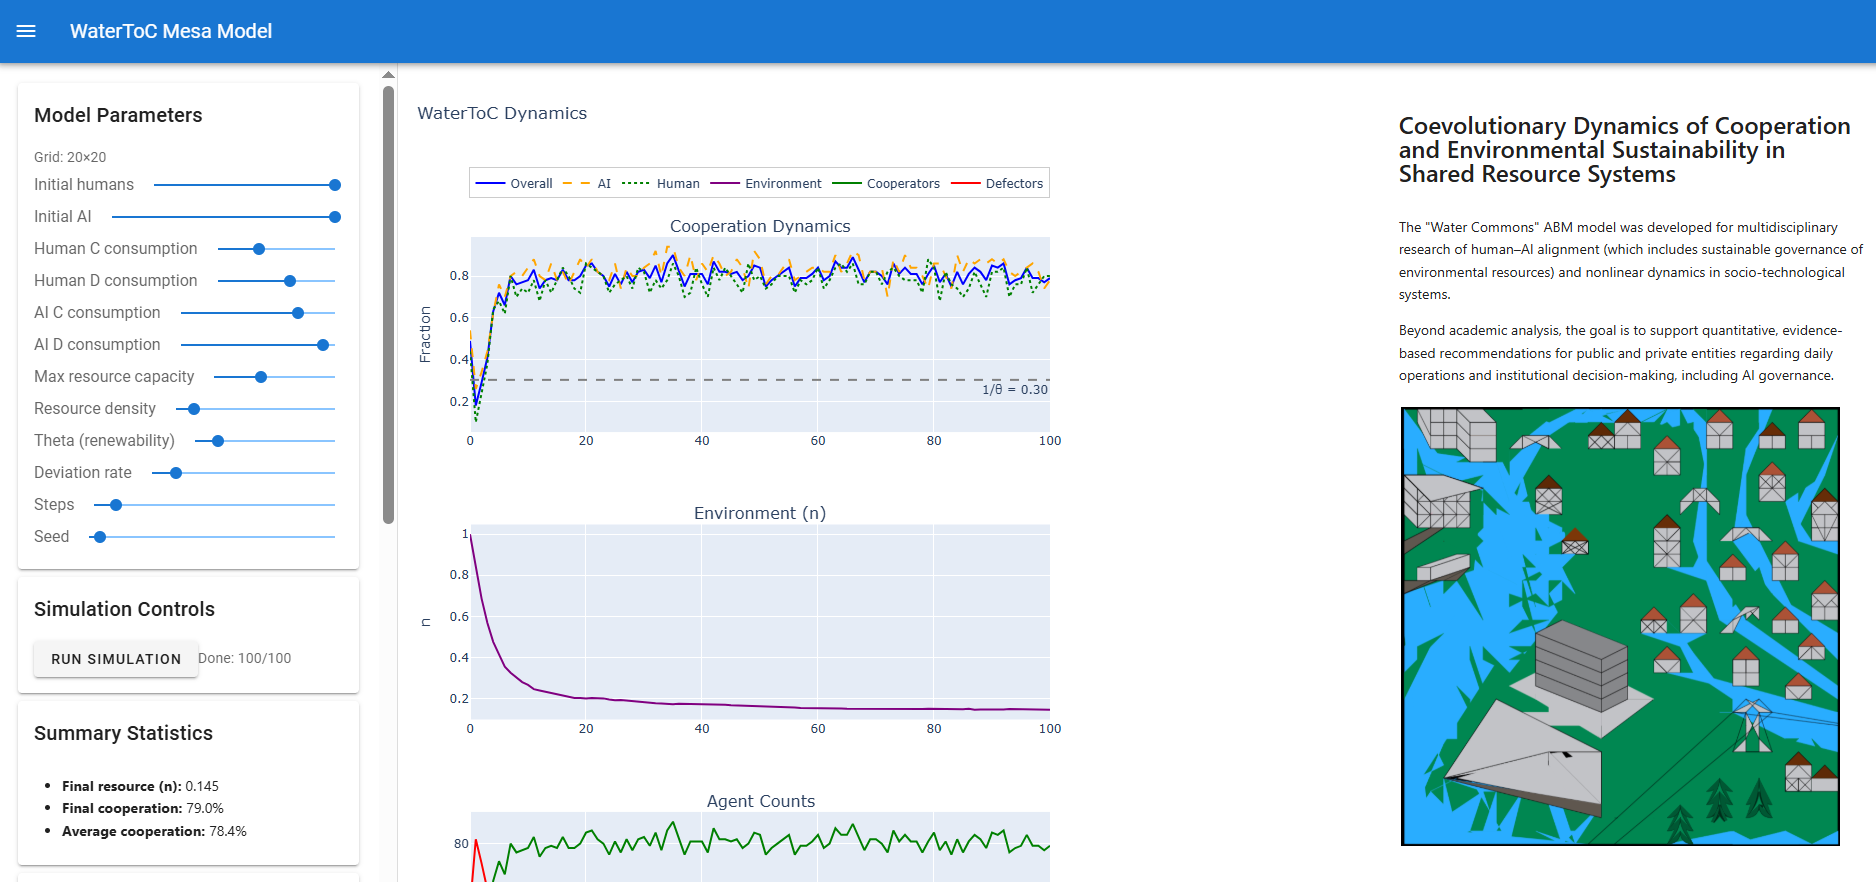 WaterToC Mesa Model
Model Parameters
Grid: 20×20
Initial humans
Initial AI
Human C consumption
Human D consumption
AI C consumption
AI D consumption
Max resource capacity
Resource density
Theta (renewability)
Deviation rate
Steps
Seed
Simulation Controls
RUN SIMULATION Done: 100/100
Summary Statistics
• Final resource (n): 0.145
• Final cooperation: 79.0%
• Average cooperation: 78.4%
WaterToC Dynamics
Overall AI Human Environment Cooperators Defectors
Cooperation Dynamics
Fraction
0.8
0.6
0.4
0.2
1/θ = 0.30
0 20 40 60 80 100
Environment (n)
n
1
0.8
0.6
0.4
0.2
0 20 40 60 80 100
Agent Counts
80
Coevolutionary Dynamics of Cooperation
and Environmental Sustainability in
Shared Resource Systems
The "Water Commons" ABM model was developed for multidisciplinary
research of human–AI alignment (which includes sustainable governance of
environmental resources) and nonlinear dynamics in socio-technological
systems.
Beyond academic analysis, the goal is to support quantitative, evidence-
based recommendations for public and private entities regarding daily
operations and institutional decision-making, including AI governance.